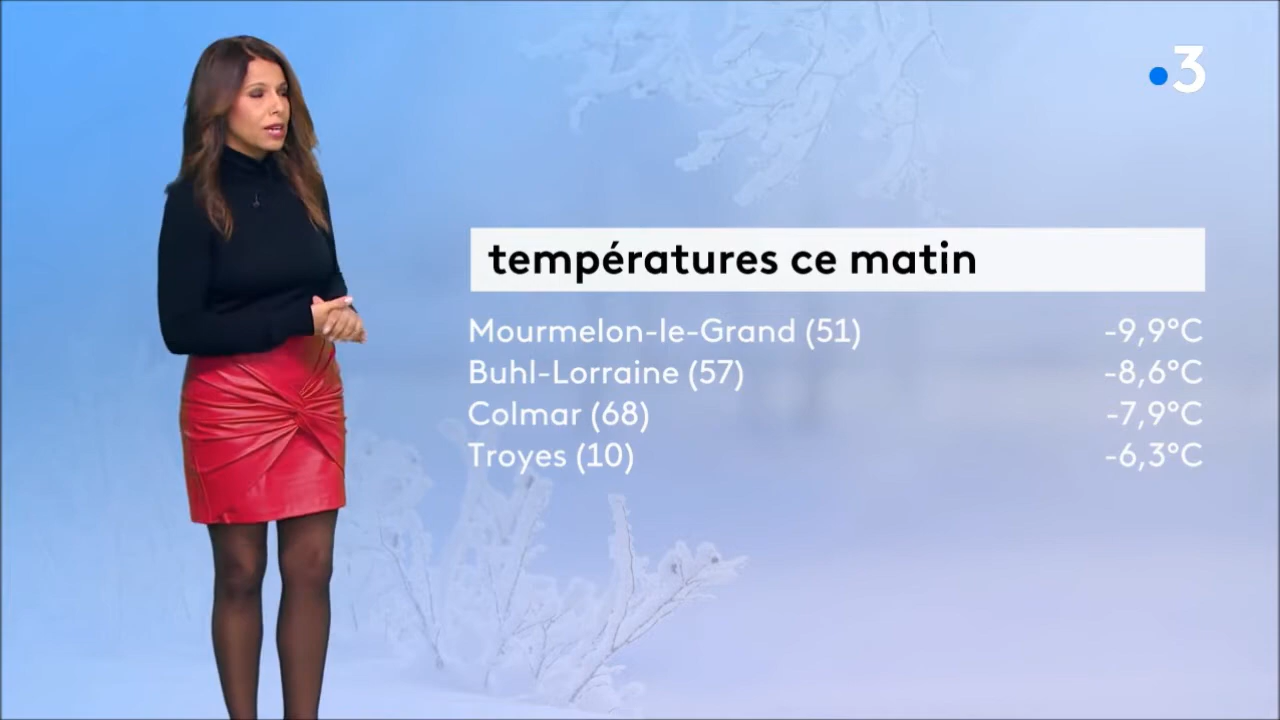 3
températures ce matin
Mourmelon-le-Grand (51) -9,9°C
Buhl-Lorraine (57) -8,6°C
Colmar (68) -7,9°C
Troyes (10) -6,3°C